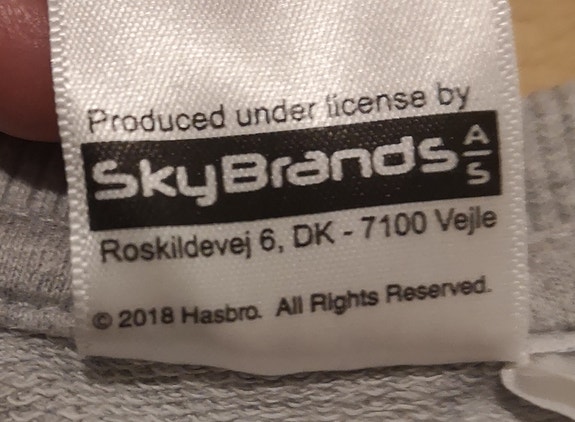 Produced under license by
SkyBrands A/S
Roskildevej 6, DK - 7100 Vejle
© 2018 Hasbro. All Rights Reserved.